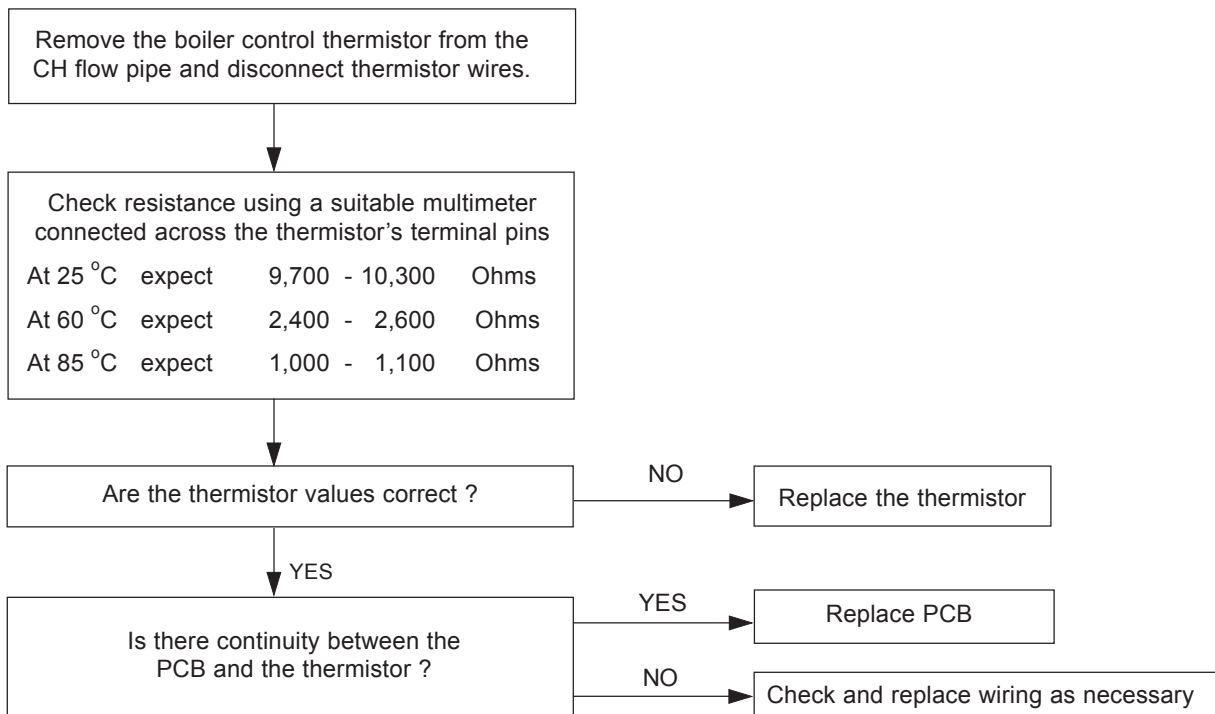 Remove the boiler control thermistor from the
CH flow pipe and disconnect thermistor wires.
Check resistance using a suitable multimeter
connected across the thermistor's terminal pins
At 25 °C expect 9,700 - 10,300 Ohms
At 60 °C expect 2,400 - 2,600 Ohms
At 85 °C expect 1,000 - 1,100 Ohms
Are the thermistor values correct ?
NO
Replace the thermistor
YES
Is there continuity between the
PCB and the thermistor ?
YES
Replace PCB
NO
Check and replace wiring as necessary